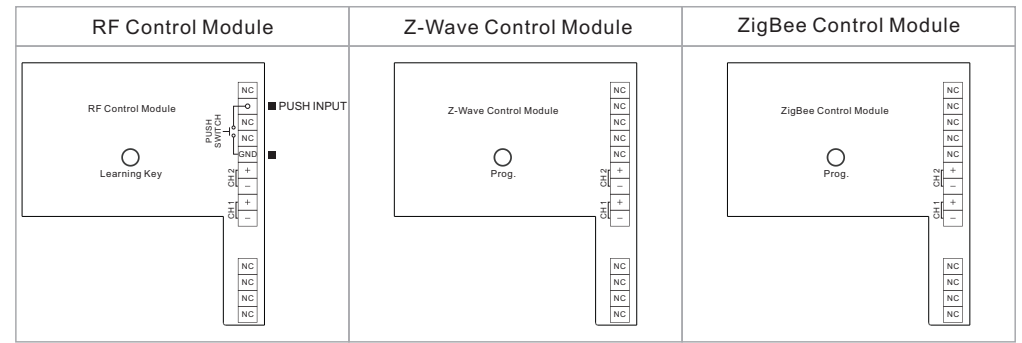 RF Control Module
Z-Wave Control Module
ZigBee Control Module
RF Control Module
NC
PUSH INPUT
NC
NC
GND
PUSH
SWITCH
Learning Key
CH 2
+
−
CH 1
+
−
NC
NC
NC
NC
Z-Wave Control Module
Prog.
NC
NC
NC
NC
NC
CH 2
+
−
CH 1
+
−
NC
NC
NC
NC
ZigBee Control Module
Prog.
NC
NC
NC
NC
NC
CH 2
+
−
CH 1
+
−
NC
NC
NC
NC